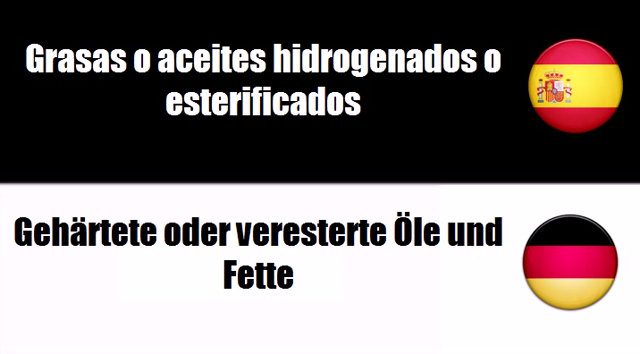 Grasas o aceites hidrogenados o
esterificados
Gehärtete oder veresterte Öle und
Fette